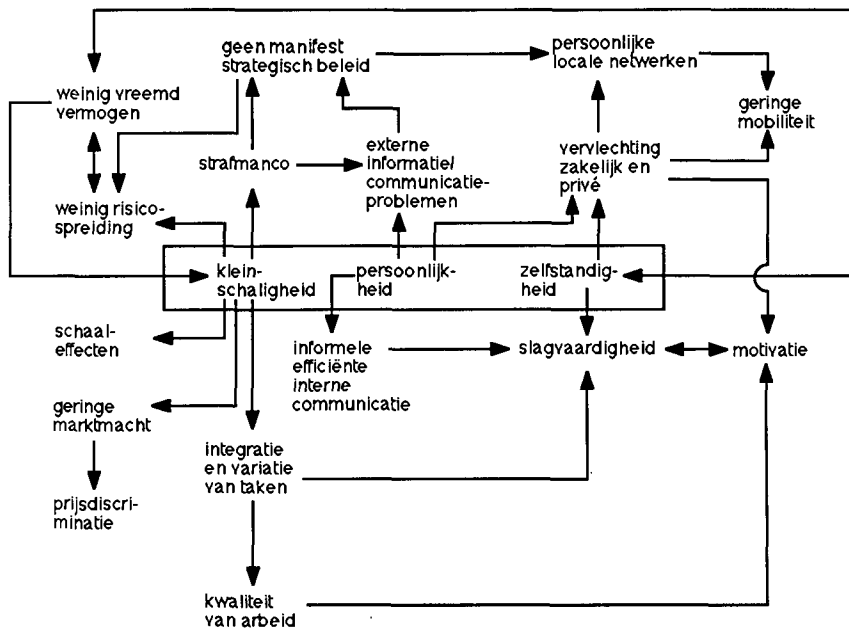 geen manifest
strategisch beleid
persoonlijke
locale netwerken
weinig vreemd
vermogen
geringe
mobiliteit
strafmanco
externe
informatie/
communicatie-
problemen
vervlechting
zakelijk en
privé
weinig risico-
spreiding
klein-
schaligheid
persoonlijk-
heid
zelfstandig-
heid
schaal-
effecten
informele
efficiënte
interne
communicatie
slagvaardigheid
motivatie
geringe
marktmacht
integratie
en variatie
van taken
prijsdiscri-
minatie
kwaliteit
van arbeid